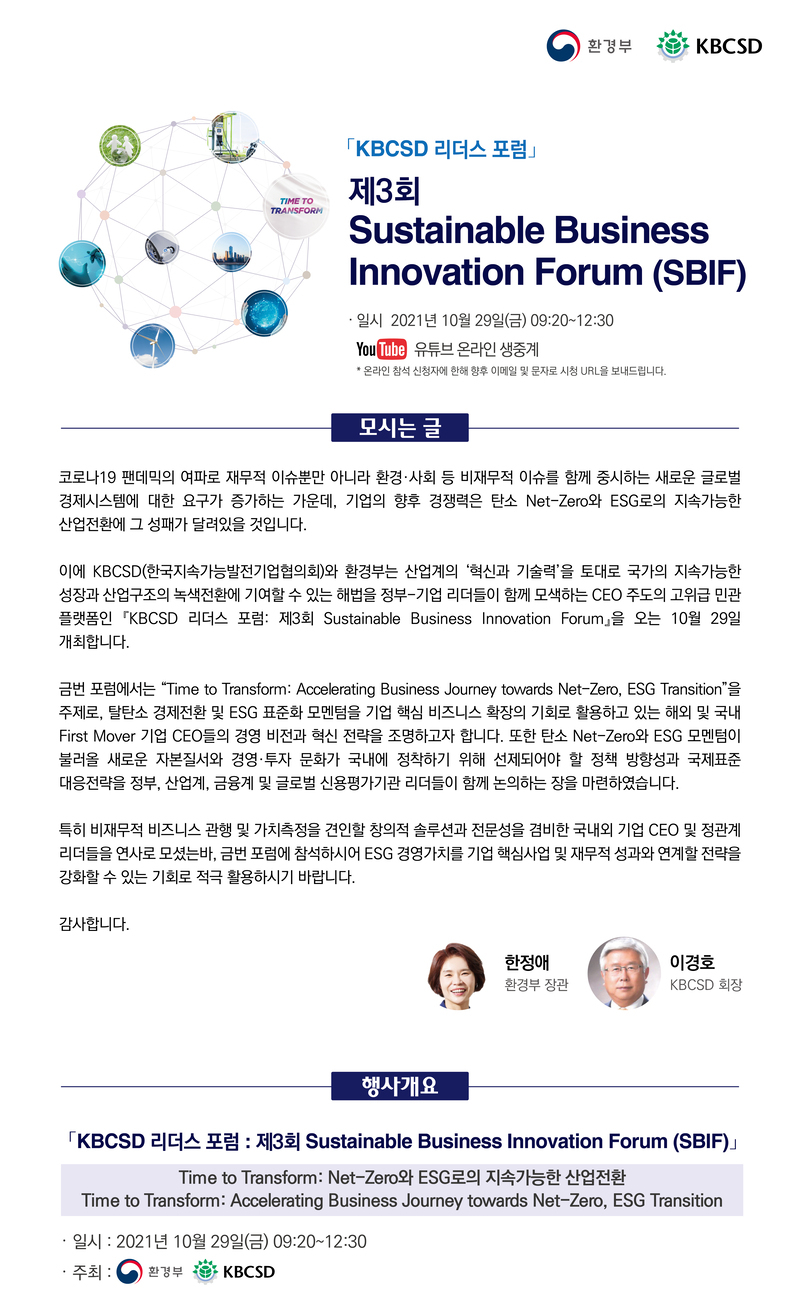 환경부
KBCSD
「KBCSD 리더스 포럼」
제3회
Sustainable Business
Innovation Forum (SBIF)
TIME TO
TRANSFORM
· 일시 2021년 10월 29일(금) 09:20~12:30
YouTube 유튜브 온라인 생중계
* 온라인 참석 신청자에 한해 향후 이메일 및 문자로 시청 URL을 보내드립니다.
모시는 글
코로나19 팬데믹의 여파로 재무적 이슈뿐만 아니라 환경·사회 등 비재무적 이슈를 함께 중시하는 새로운 글로벌
경제시스템에 대한 요구가 증가하는 가운데, 기업의 향후 경쟁력은 탄소 Net-Zero와 ESG로의 지속가능한
산업전환에 그 성패가 달려있을 것입니다.
이에 KBCSD(한국지속가능발전기업협의회)와 환경부는 산업계의 ‘혁신과 기술력’을 토대로 국가의 지속가능한
성장과 산업구조의 녹색전환에 기여할 수 있는 해법을 정부-기업 리더들이 함께 모색하는 CEO 주도의 고위급 민관
플랫폼인 『KBCSD 리더스 포럼: 제3회 Sustainable Business Innovation Forum』을 오는 10월 29일
개최합니다.
금번 포럼에서는 “Time to Transform: Accelerating Business Journey towards Net-Zero, ESG Transition”을
주제로, 탈탄소 경제전환 및 ESG 표준화 모멘텀을 기업 핵심 비즈니스 확장의 기회로 활용하고 있는 해외 및 국내
First Mover 기업 CEO들의 경영 비전과 혁신 전략을 조명하고자 합니다. 또한 탄소 Net-Zero와 ESG 모멘텀이
불러올 새로운 자본질서와 경영·투자 문화가 국내에 정착하기 위해 선제되어야 할 정책 방향성과 국제표준
대응전략을 정부, 산업계, 금융계 및 글로벌 신용평가기관 리더들이 함께 논의하는 장을 마련하였습니다.
특히 비재무적 비즈니스 관행 및 가치측정을 견인할 창의적 솔루션과 전문성을 겸비한 국내외 기업 CEO 및 정관계
리더들을 연사로 모셨는바, 금번 포럼에 참석하시어 ESG 경영가치를 기업 핵심사업 및 재무적 성과와 연계할 전략을
강화할 수 있는 기회로 적극 활용하시기 바랍니다.
감사합니다.
한정애
환경부 장관
이경호
KBCSD 회장
행사개요
「KBCSD 리더스 포럼 : 제3회 Sustainable Business Innovation Forum (SBIF)」
Time to Transform: Net-Zero와 ESG로의 지속가능한 산업전환
Time to Transform: Accelerating Business Journey towards Net-Zero, ESG Transition
· 일시 : 2021년 10월 29일(금) 09:20~12:30
· 주최 : 환경부 KBCSD